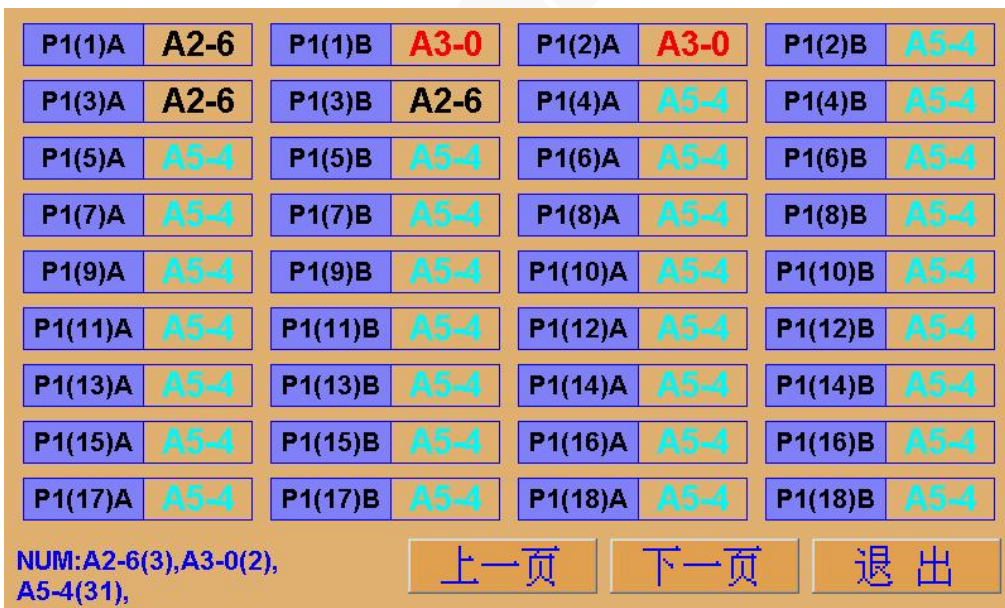 P1(1)A A2-6 P1(1)B A3-0 P1(2)A A3-0 P1(2)B A5-4
P1(3)A A2-6 P1(3)B A2-6 P1(4)A A5-4 P1(4)B A5-4
P1(5)A A5-4 P1(5)B A5-4 P1(6)A A5-4 P1(6)B A5-4
P1(7)A A5-4 P1(7)B A5-4 P1(8)A A5-4 P1(8)B A5-4
P1(9)A A5-4 P1(9)B A5-4 P1(10)A A5-4 P1(10)B A5-4
P1(11)A A5-4 P1(11)B A5-4 P1(12)A A5-4 P1(12)B A5-4
P1(13)A A5-4 P1(13)B A5-4 P1(14)A A5-4 P1(14)B A5-4
P1(15)A A5-4 P1(15)B A5-4 P1(16)A A5-4 P1(16)B A5-4
P1(17)A A5-4 P1(17)B A5-4 P1(18)A A5-4 P1(18)B A5-4
NUM:A2-6(3),A3-0(2),
A5-4(31),
上一页 下一页 退 出